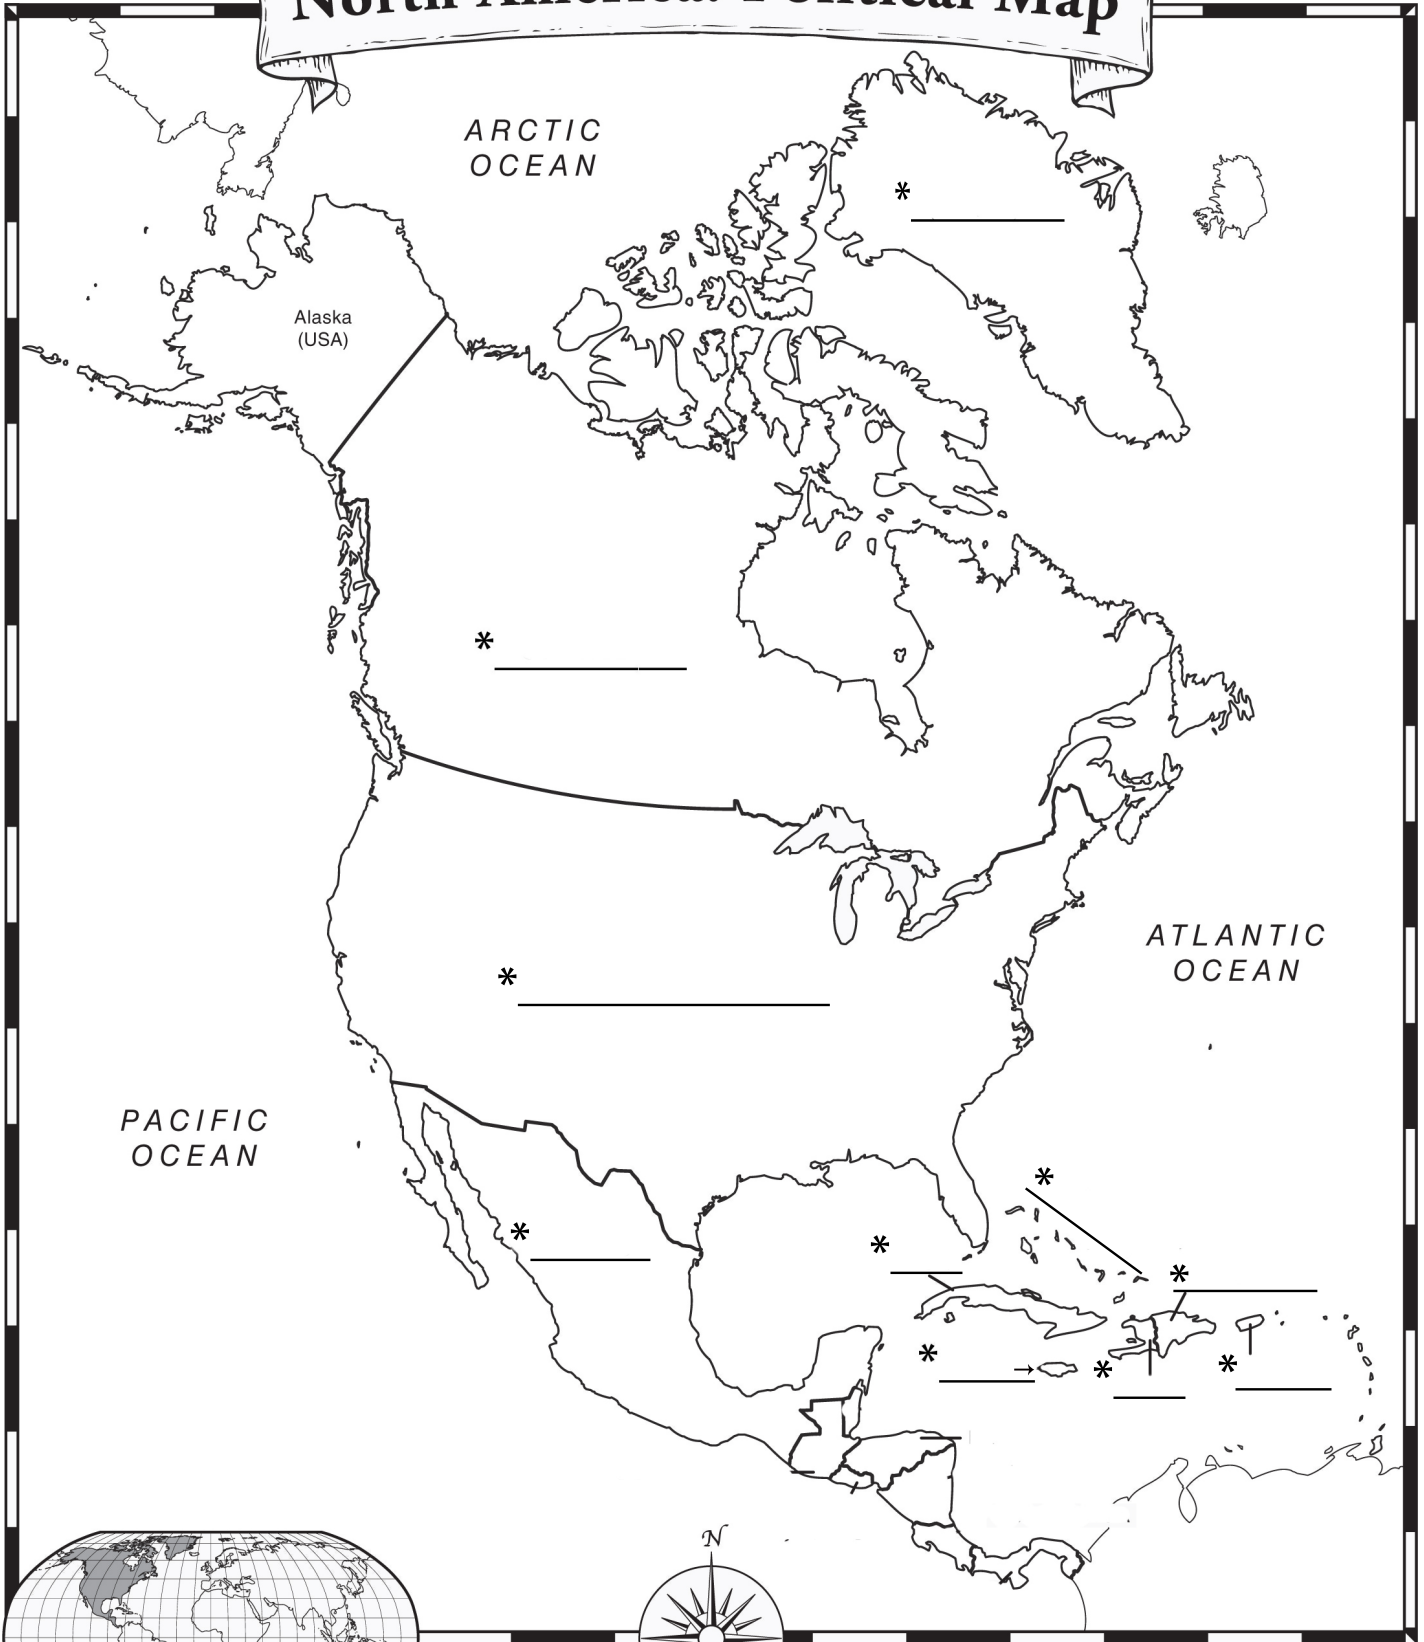 North America: Political Map
ARCTIC
OCEAN
*
Alaska
(USA)
*
ATLANTIC
OCEAN
*
PACIFIC
OCEAN
*
*
*
*
*
*
*
N